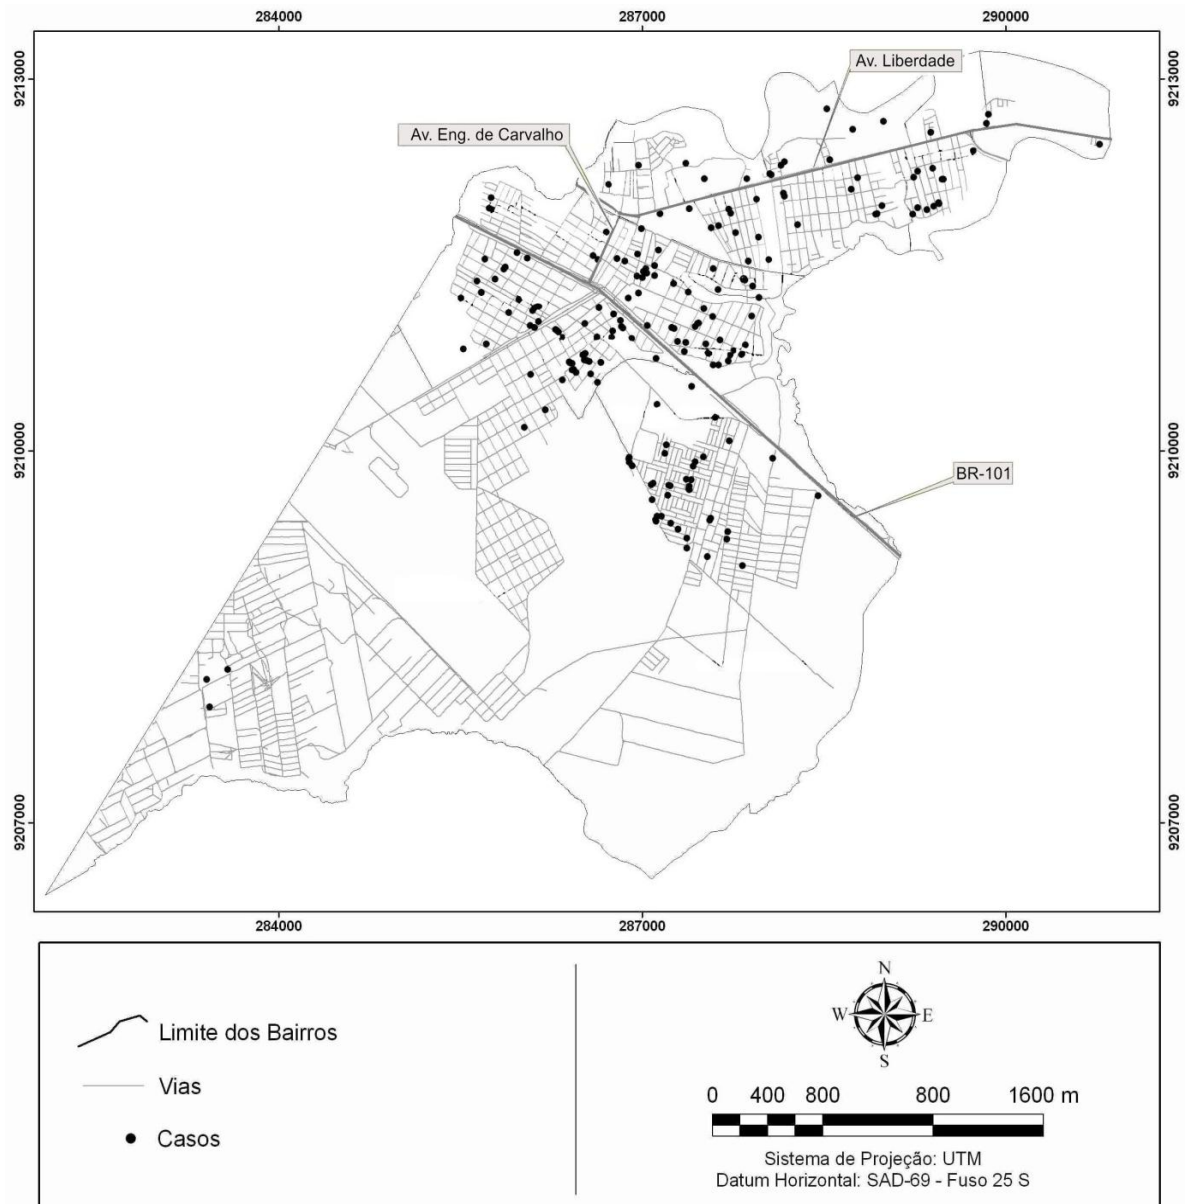 284000 287000 290000
9213000
9213000
Av. Liberdade
Av. Eng. de Carvalho
9210000
9210000
BR-101
9207000
9207000
284000 287000 290000
N
W E
S
Limite dos Bairros
Vias
Casos
0 400 800 800 1600 m
Sistema de Projeção: UTM
Datum Horizontal: SAD-69 - Fuso 25 S